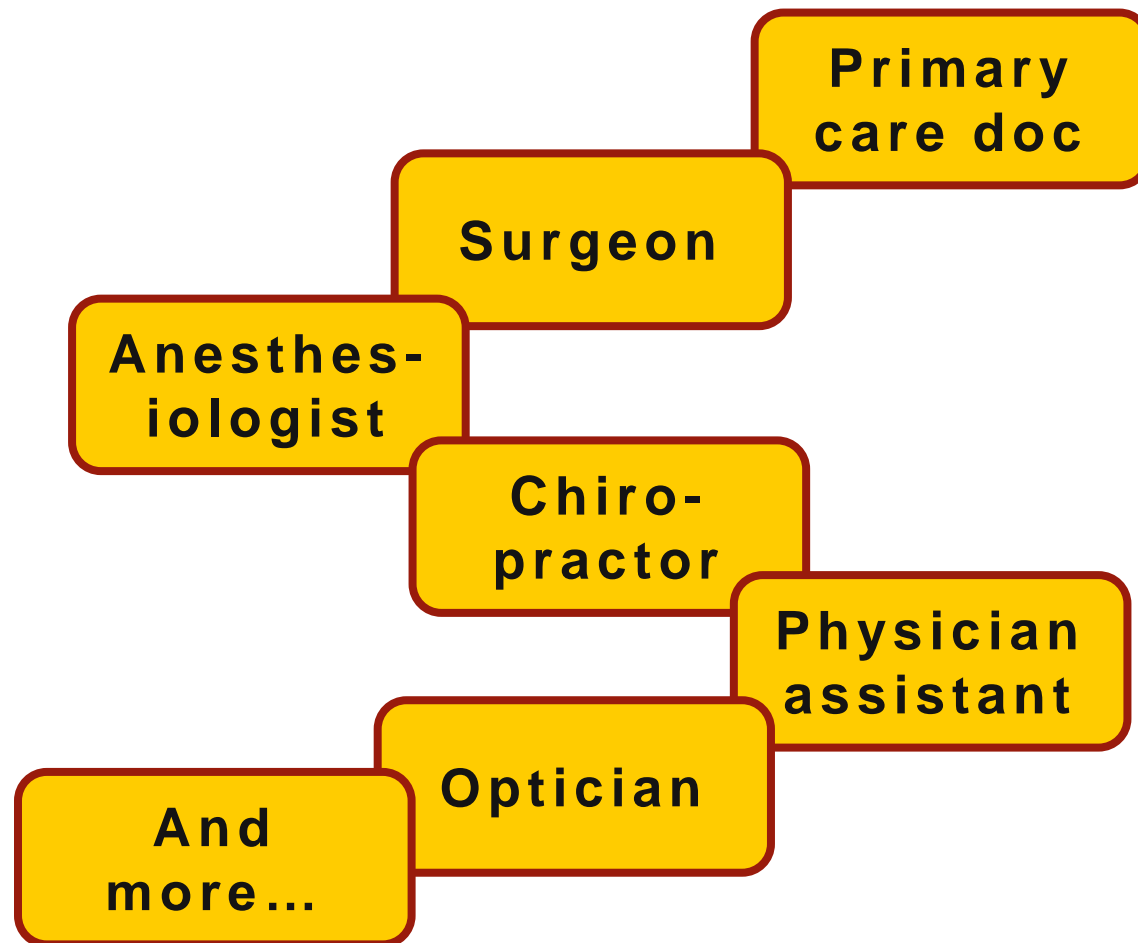 Primary
care doc
Surgeon
Anesthes-
iologist
Chiro-
practor
Physician
assistant
Optician
And
more…